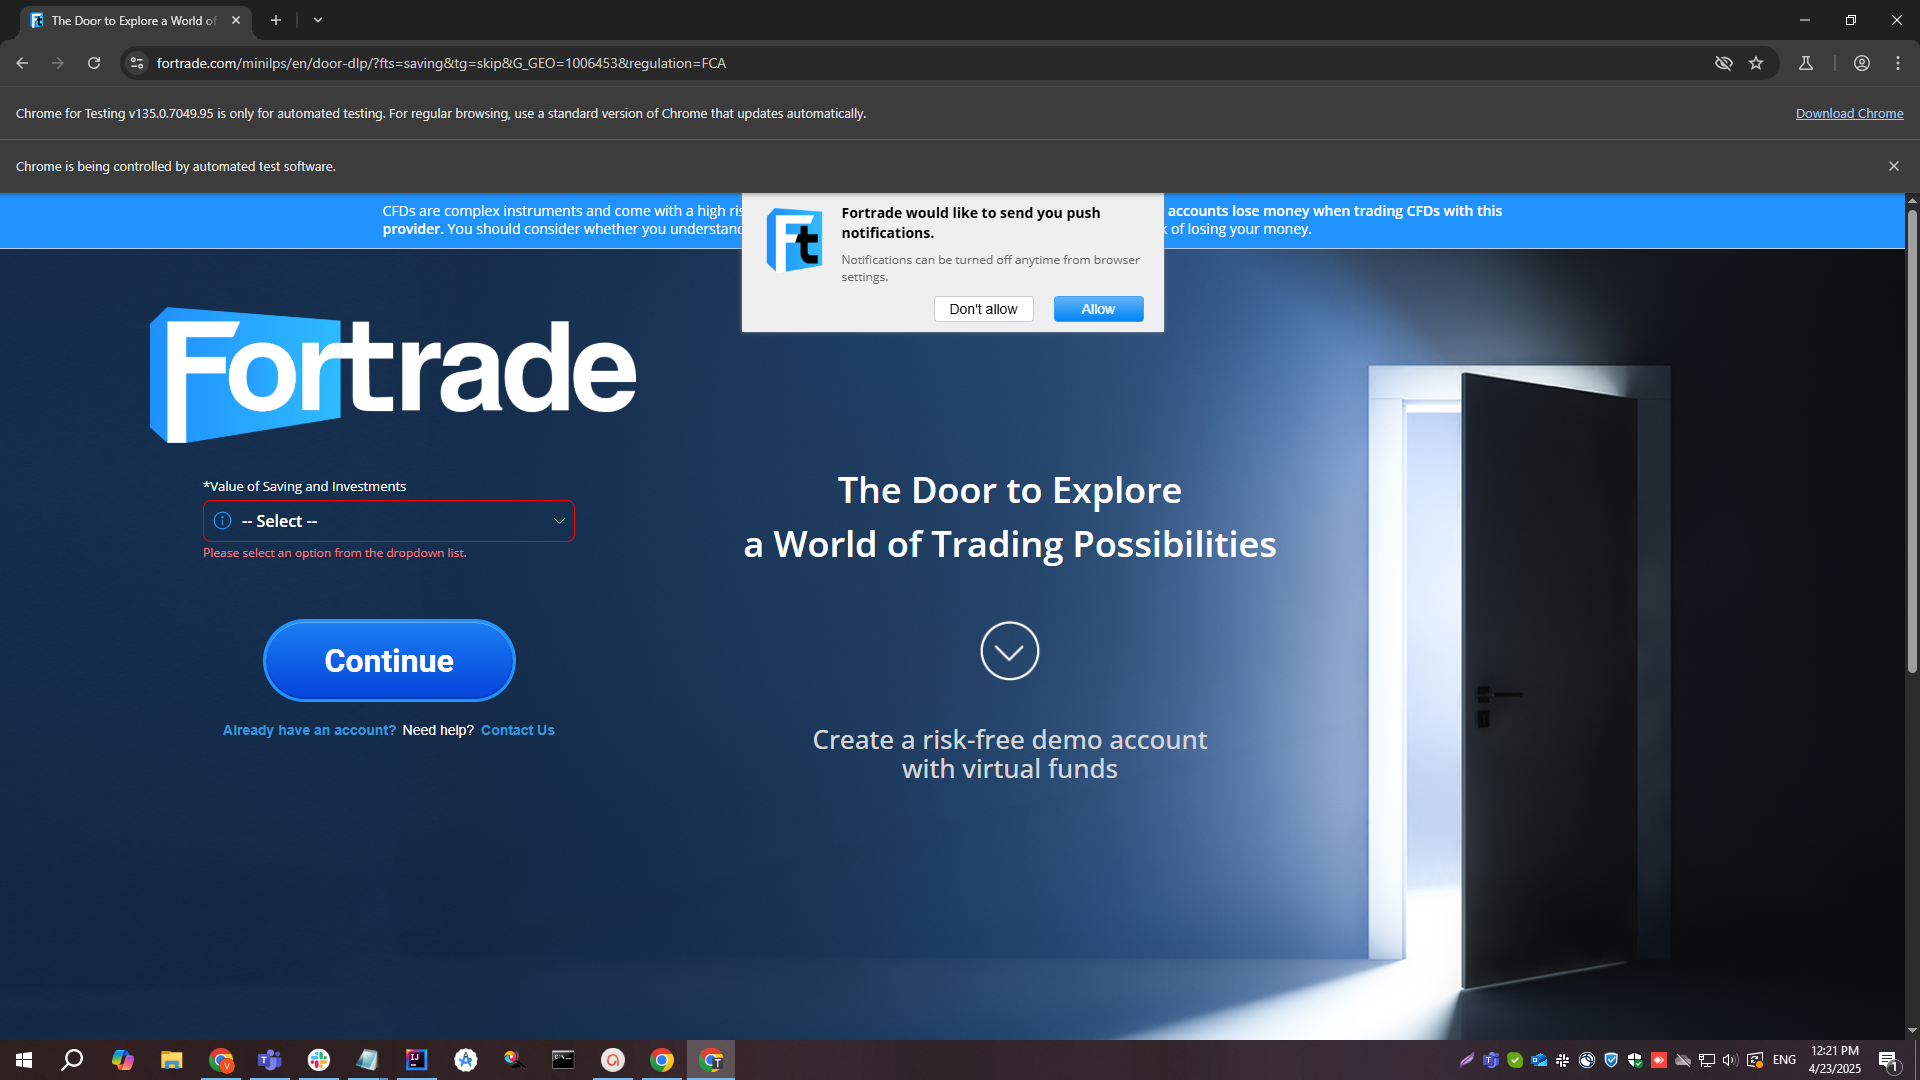 The Door to Explore a World of
fortrade.com/minilps/en/door-dlp/?fts=saving&tg=skip&G_GEO=1006453&regulation=FCA
Chrome for Testing v135.0.7049.95 is only for automated testing. For regular browsing, use a standard version of Chrome that updates automatically.
Download Chrome
Chrome is being controlled by automated test software.
CFDs are complex instruments and come with a high
accounts lose money when trading CFDs with this
provider. You should consider whether you
of losing your money.
Ft
Fortrade would like to send you push
notifications.
Notifications can be turned off anytime from browser
settings.
Don't allow
Allow
Fortrade
*Value of Saving and Investments
-- Select --
Please select an option from the dropdown list.
Continue
Already have an account? Need help? Contact Us
The Door to Explore
a World of Trading Possibilities
Create a risk-free demo account
with virtual funds
ENG
12:21 PM
4/23/2025
1